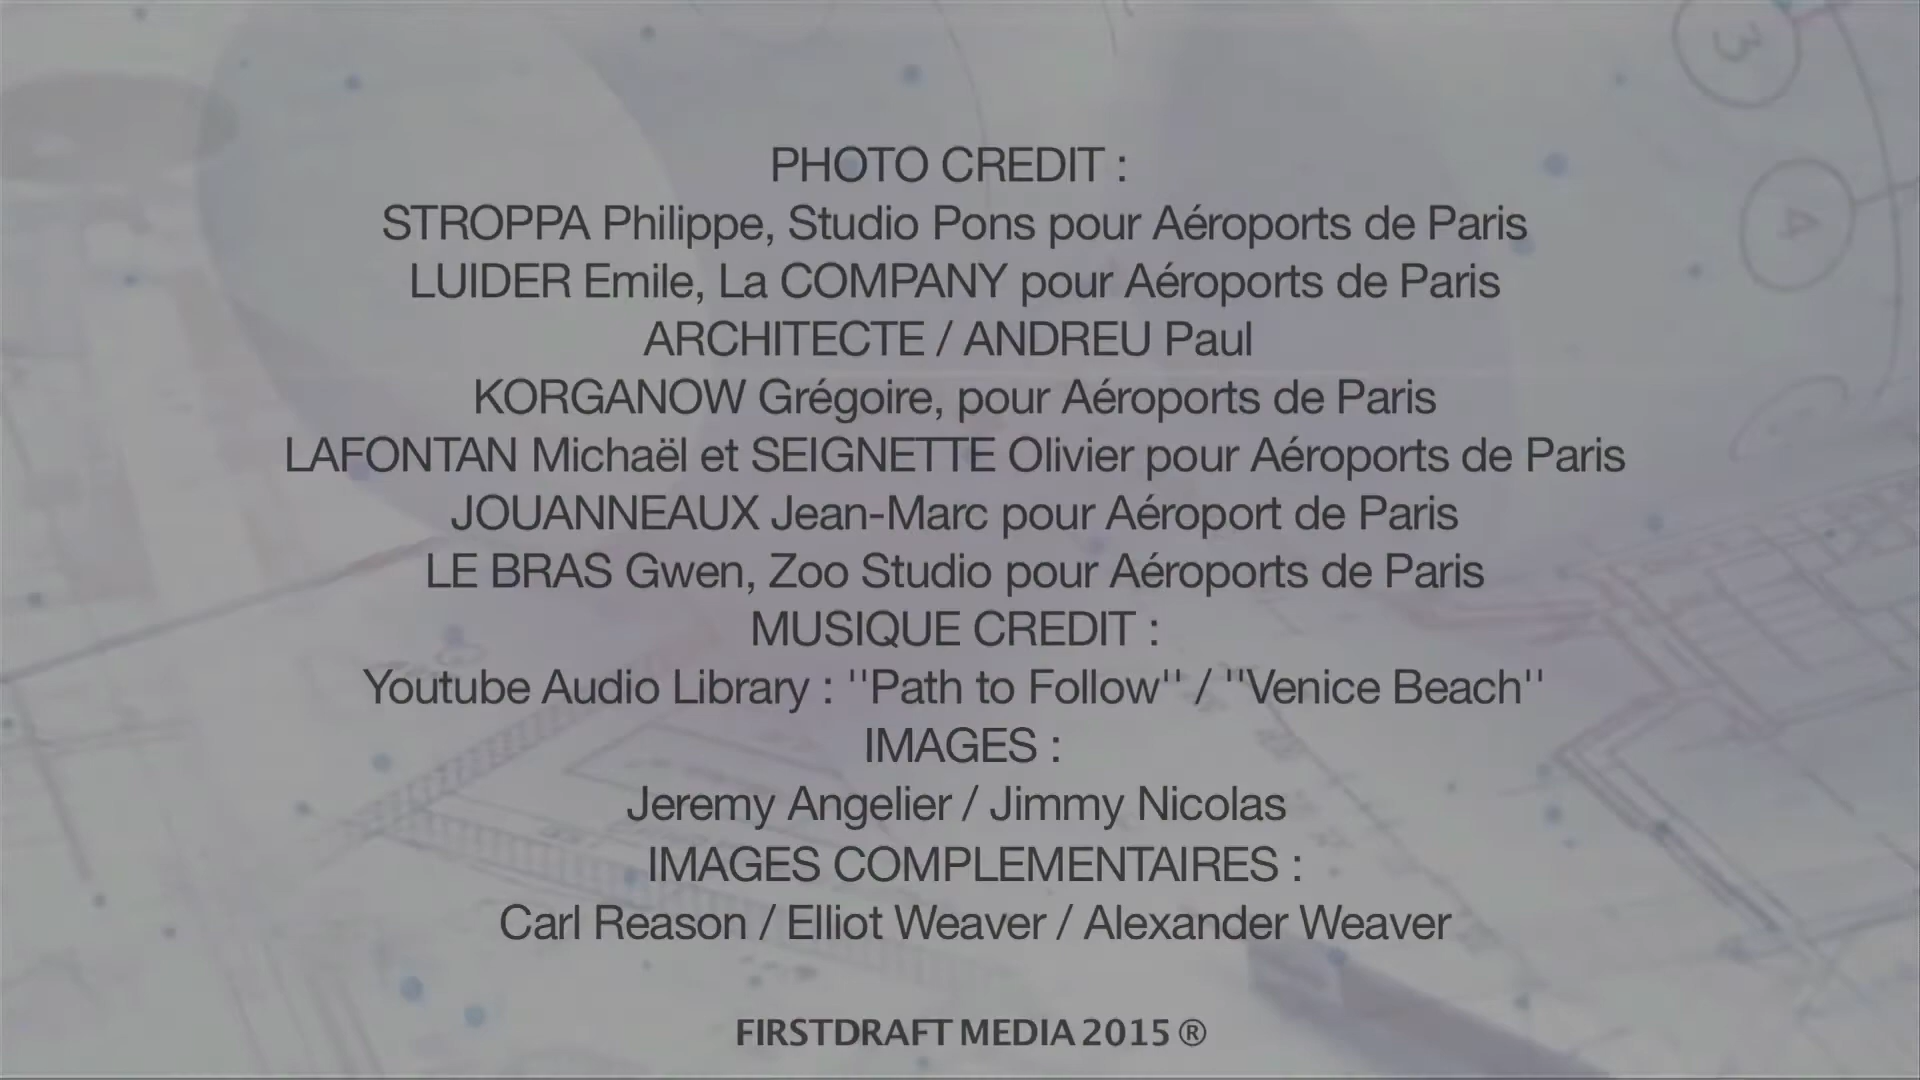 PHOTO CREDIT :
STROPPA Philippe, Studio Pons pour Aéroports de Paris
LUIDER Emile, La COMPANY pour Aéroports de Paris
ARCHITECTE / ANDREU Paul
KORGANOW Grégoire, pour Aéroports de Paris
LAFONTAN Michaël et SEIGNETTE Olivier pour Aéroports de Paris
JOUANNEAUX Jean-Marc pour Aéroport de Paris
LE BRAS Gwen, Zoo Studio pour Aéroports de Paris
MUSIQUE CREDIT :
Youtube Audio Library : ''Path to Follow'' / ''Venice Beach''
IMAGES :
Jeremy Angelier / Jimmy Nicolas
IMAGES COMPLEMENTAIRES :
Carl Reason / Elliot Weaver / Alexander Weaver
FIRSTDRAFT MEDIA 2015 ®
3
4